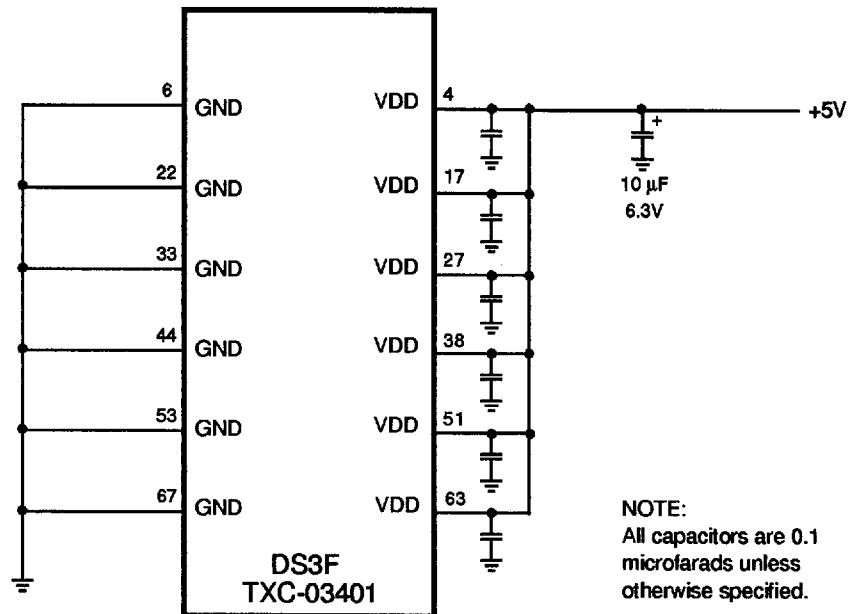 6 GND VDD 4
+5V
+
22 GND VDD 17
10 µF
6.3V
33 GND VDD 27
44 GND VDD 38
53 GND VDD 51
67 GND VDD 63
NOTE:
All capacitors are 0.1
microfarads unless
otherwise specified.
DS3F
TXC-03401